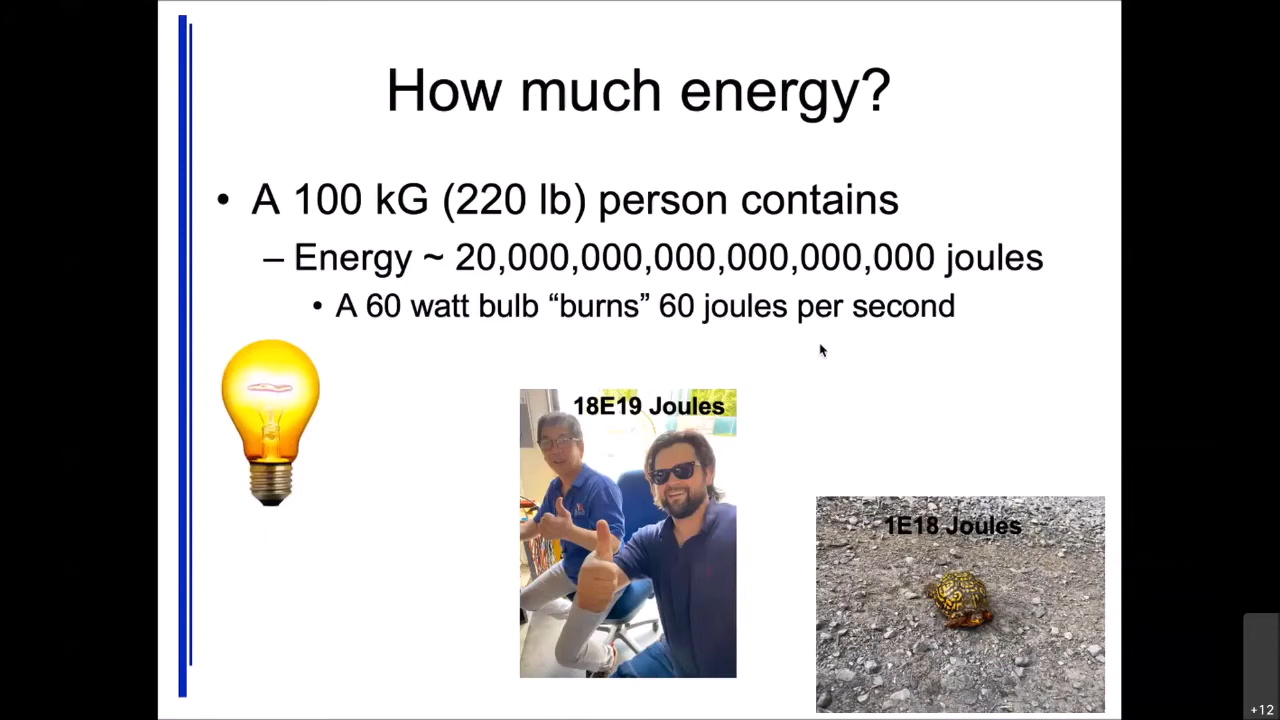 How much energy?
• A 100 kG (220 lb) person contains
– Energy ~ 20,000,000,000,000,000,000 joules
• A 60 watt bulb “burns” 60 joules per second
18E19 Joules
1E18 Joules
+12